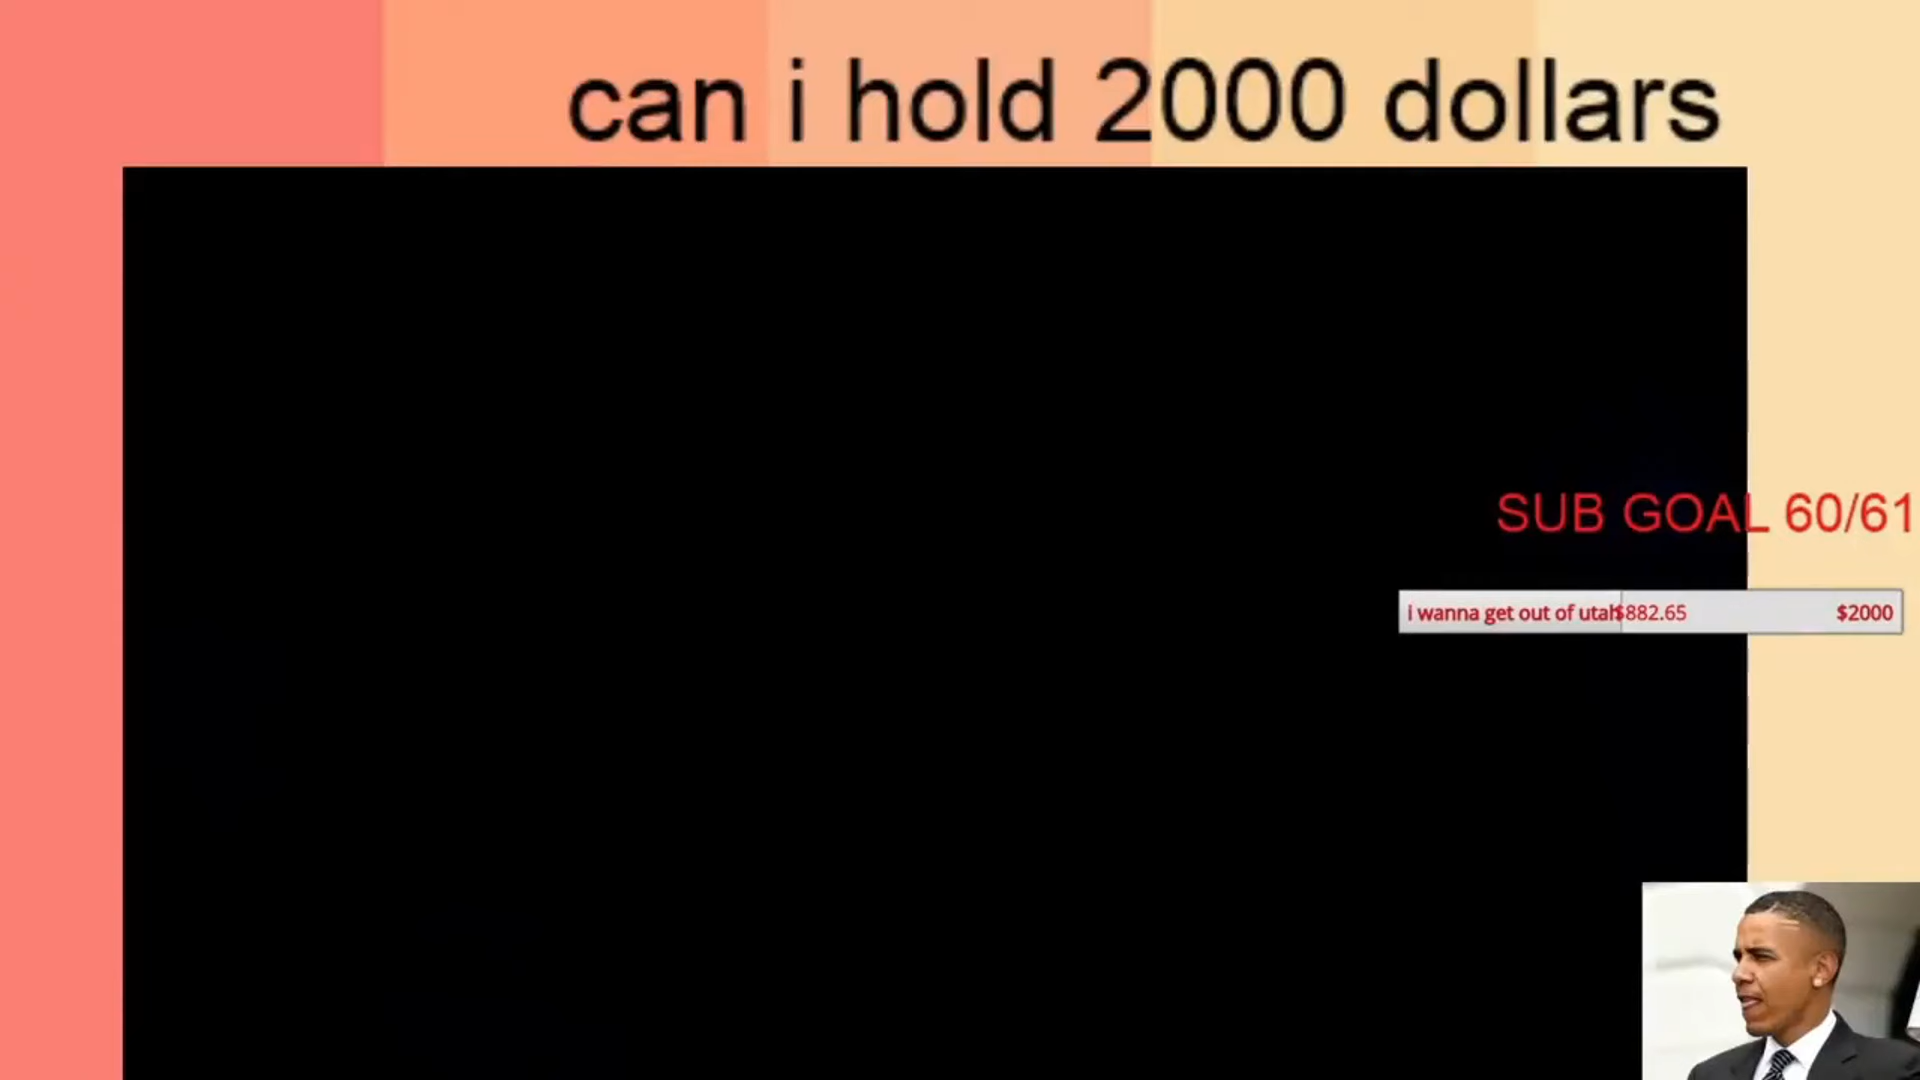 can i hold 2000 dollars
SUB GOAL 60/61
i wanna get out of utah $882.65 $2000